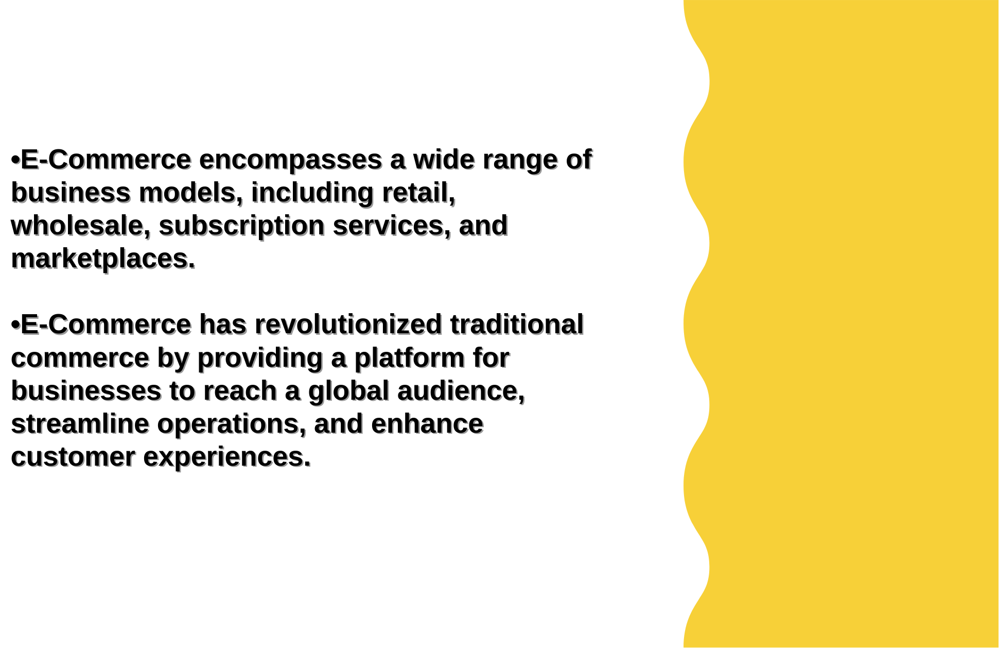 •E-Commerce encompasses a wide range of
business models, including retail,
wholesale, subscription services, and
marketplaces.
•E-Commerce has revolutionized traditional
commerce by providing a platform for
businesses to reach a global audience,
streamline operations, and enhance
customer experiences.